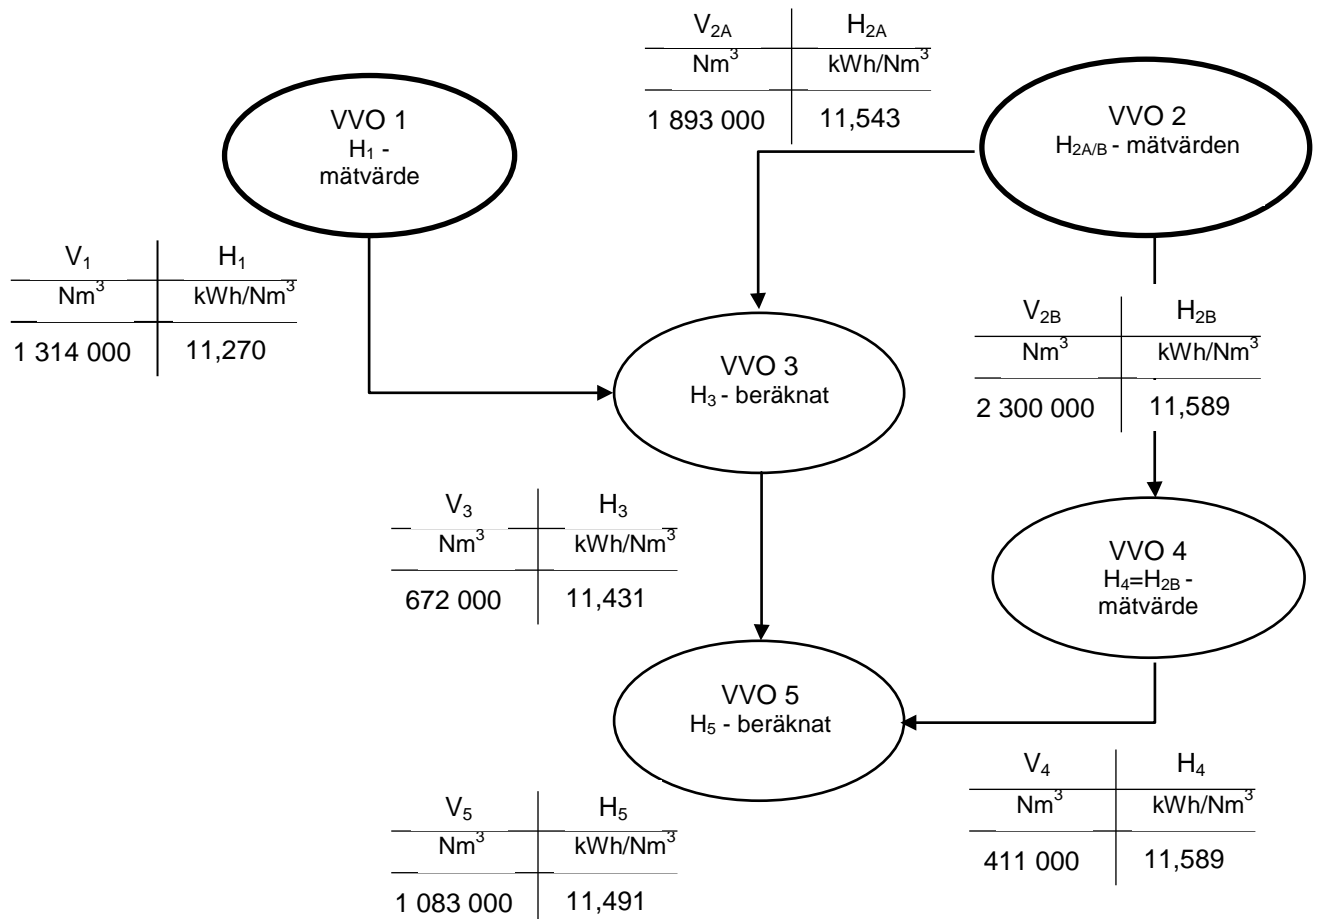 V2A H2A
Nm³ kWh/Nm³
1 893 000 11,543
VVO 1
H1 -
mätvärde
VVO 2
H2A/B - mätvärden
V1 H1
Nm³ kWh/Nm³
1 314 000 11,270
V2B H2B
Nm³ kWh/Nm³
2 300 000 11,589
VVO 3
H3 - beräknat
V3 H3
Nm³ kWh/Nm³
672 000 11,431
VVO 4
H4=H2B -
mätvärde
VVO 5
H5 - beräknat
V4 H4
Nm³ kWh/Nm³
411 000 11,589
V5 H5
Nm³ kWh/Nm³
1 083 000 11,491